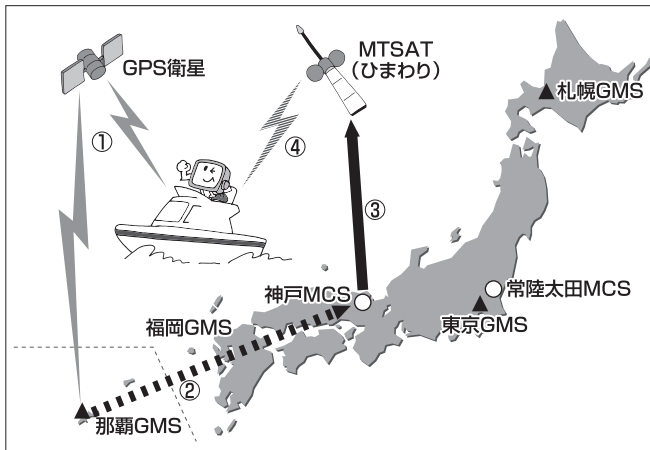 GPS衛星
MTSAT
（ひまわり）
①
④
札幌GMS
③
神戸MCS
常陸太田MCS
東京GMS
福岡GMS
②
那覇GMS